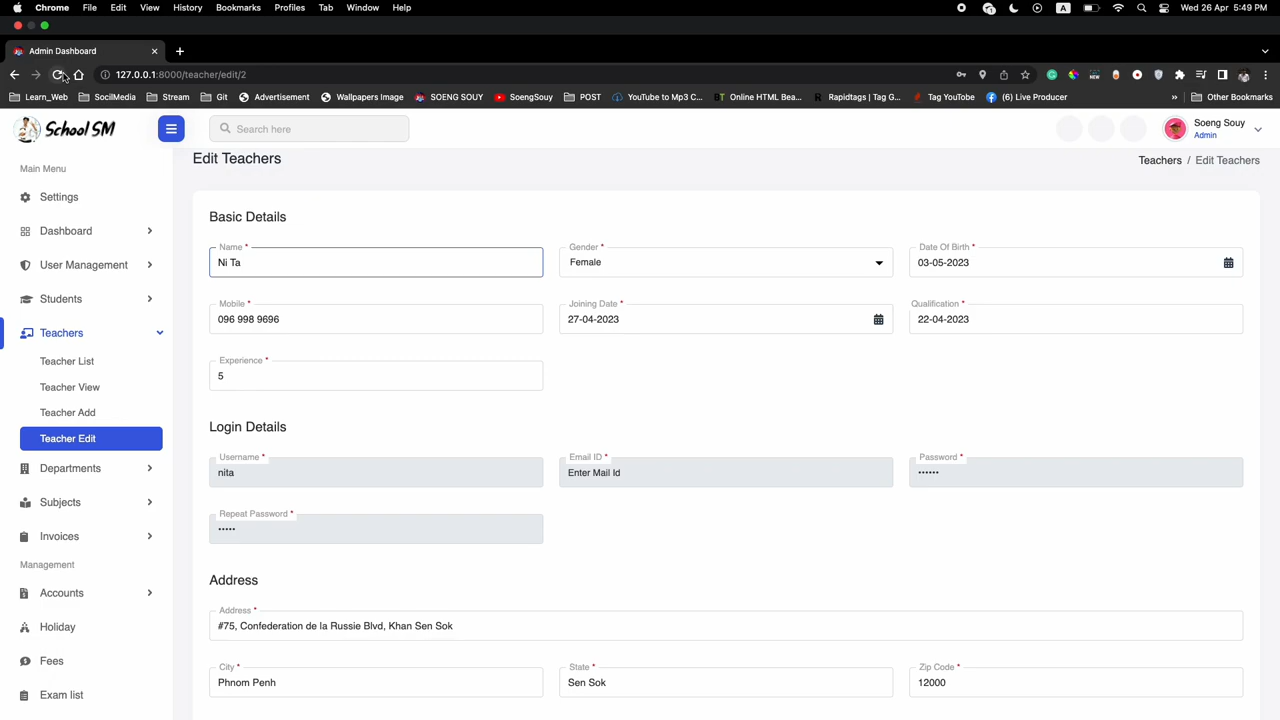 Chrome File Edit View History Bookmarks Profiles Tab Window Help A Wed 26 Apr 5:49 PM
Admin Dashboard
127.0.0.1:8000/teacher/edit/2
Learn_Web SocilMedia Stream Git Advertisement Wallpapers Image SOENG SOUY SoengSouy POST YouTube to Mp3 C... BT Online HTML Bea... R Rapidtags | Tag G... Tag YouTube (6) Live Producer » Other Bookmarks
School SM
Search here
Soeng Souy
Admin
Main Menu
Settings
Dashboard
User Management
Students
Teachers
Teacher List
Teacher View
Teacher Add
Teacher Edit
Departments
Subjects
Invoices
Management
Accounts
Holiday
Fees
Exam list
Edit Teachers
Teachers / Edit Teachers
Basic Details
Name * Gender * Date Of Birth *
Ni Ta Female 03-05-2023
Mobile * Joining Date * Qualification *
096 998 9696 27-04-2023 22-04-2023
Experience *
5
Login Details
Username * Email ID * Password *
nita Enter Mail Id ••••••
Repeat Password *
•••••
Address
Address *
#75, Confederation de la Russie Blvd, Khan Sen Sok
City * State * Zip Code *
Phnom Penh Sen Sok 12000